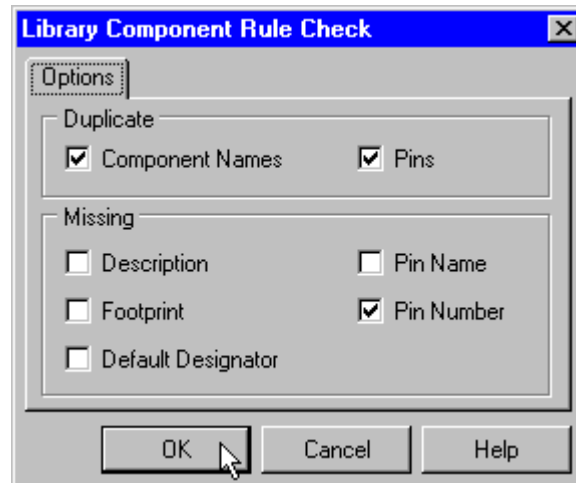 Library Component Rule Check
Options
Duplicate
Component Names Pins
Missing
Description Pin Name
Footprint Pin Number
Default Designator
OK Cancel Help